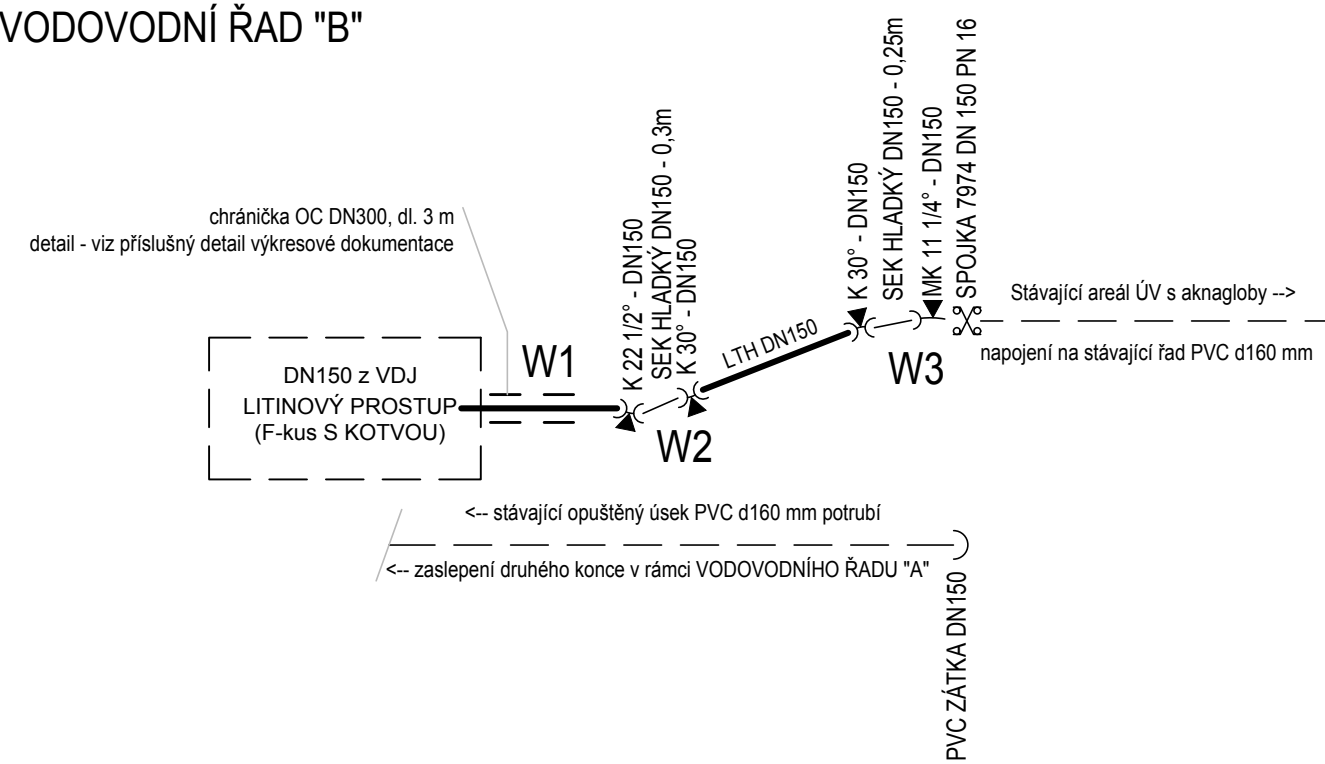 VODOVODNÍ ŘAD "B"
chránička OC DN300, dl. 3 m
detail - viz příslušný detail výkresové dokumentace
DN150 z VDJ
LITINOVÝ PROSTUP
(F-kus S KOTVOU)
W1
K 22 1/2° - DN150
SEK HLADKÝ DN150 - 0,3m
K 30° - DN150
W2
LTH DN150
K 30° - DN150
SEK HLADKÝ DN150 - 0,25m
MK 11 1/4° - DN150
SPOJKA 7974 DN 150 PN 16
W3
Stávající areál ÚV s aknagloby -->
napojení na stávající řad PVC d160 mm
<-- stávající opuštěný úsek PVC d160 mm potrubí
<-- zaslepení druhého konce v rámci VODOVODNÍHO ŘADU "A"
PVC ZÁTKA DN150